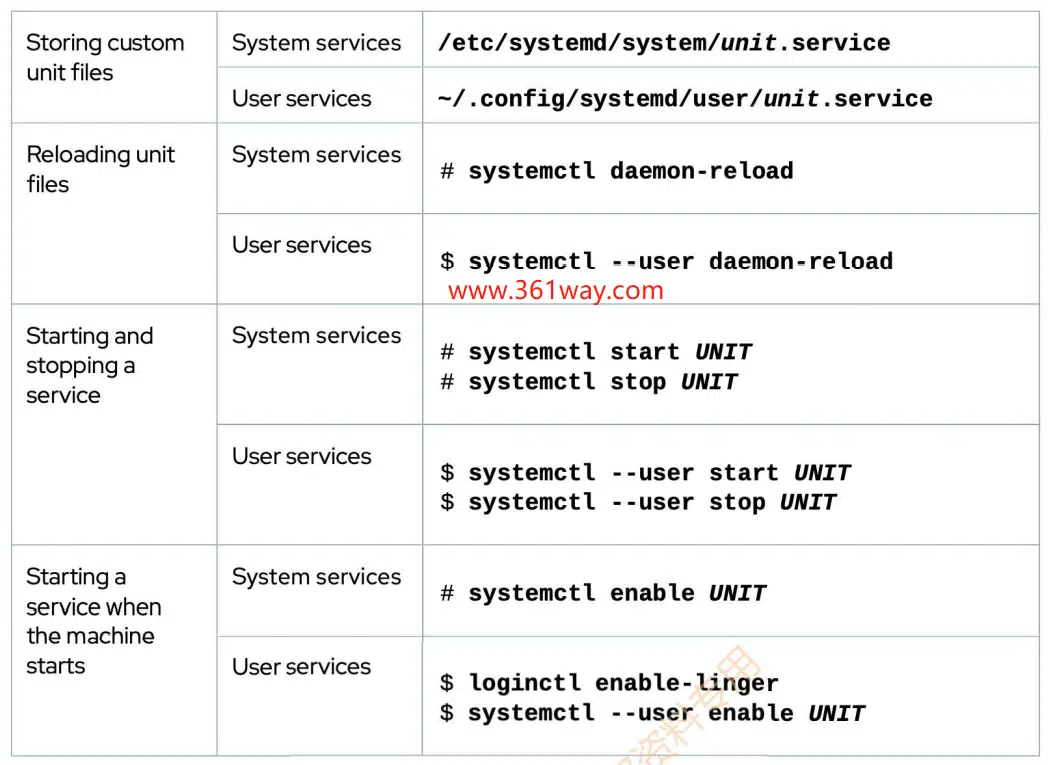 Storing custom
unit files
System services
/etc/systemd/system/unit.service
User services
~/.config/systemd/user/unit.service
Reloading unit
files
System services
# systemctl daemon-reload
User services
$ systemctl --user daemon-reload
www.361way.com
Starting and
stopping a
service
System services
# systemctl start UNIT
# systemctl stop UNIT
User services
$ systemctl --user start UNIT
$ systemctl --user stop UNIT
Starting a
service when
the machine
starts
System services
# systemctl enable UNIT
User services
$ loginctl enable-linger
$ systemctl --user enable UNIT
资料专用